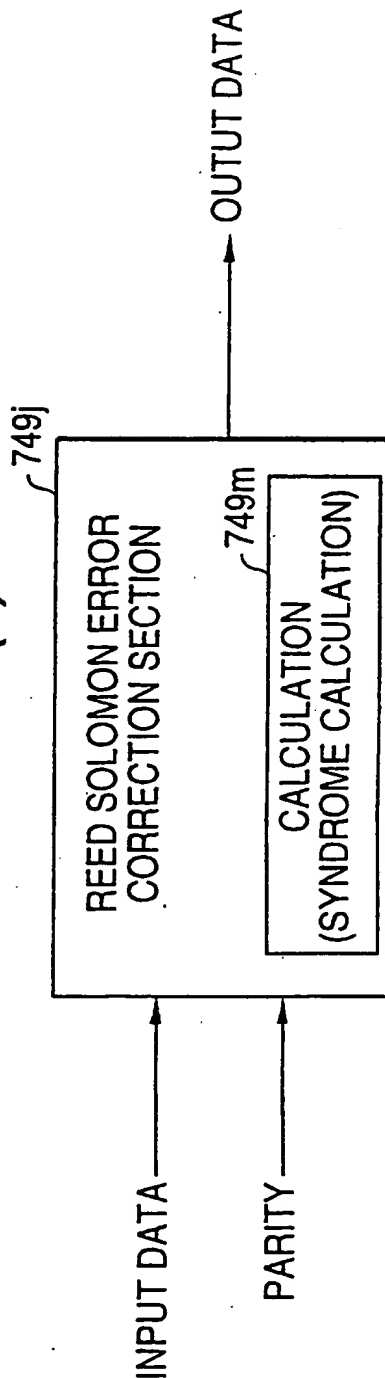 749j
REED SOLOMON ERROR
CORRECTION SECTION
749m
CALCULATION
(SYNDROME CALCULATION)
INPUT DATA
PARITY
OUTUT DATA